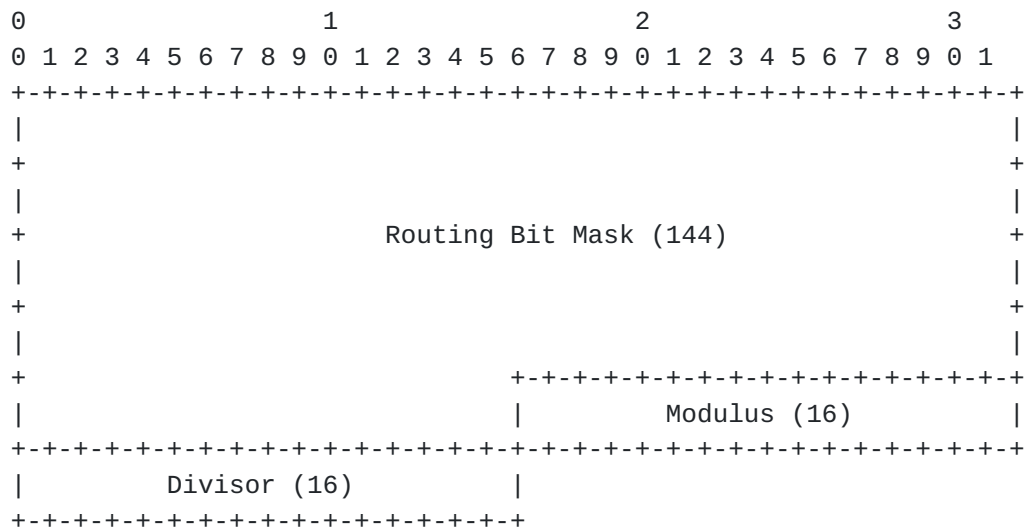 0                   1                   2                   3
0 1 2 3 4 5 6 7 8 9 0 1 2 3 4 5 6 7 8 9 0 1 2 3 4 5 6 7 8 9 0 1
+-+-+-+-+-+-+-+-+-+-+-+-+-+-+-+-+-+-+-+-+-+-+-+-+-+-+-+-+-+-+-+-+
|                                                               |
+                                                               +
|                                                               |
+                       Routing Bit Mask (144)                  +
|                                                               |
+                                                               +
|                                                               |
+                               +-+-+-+-+-+-+-+-+-+-+-+-+-+-+-+-+
|                               |         Modulus (16)          |
+-+-+-+-+-+-+-+-+-+-+-+-+-+-+-+-+-+-+-+-+-+-+-+-+-+-+-+-+-+-+-+-+
|         Divisor (16)          |
+-+-+-+-+-+-+-+-+-+-+-+-+-+-+-+-+